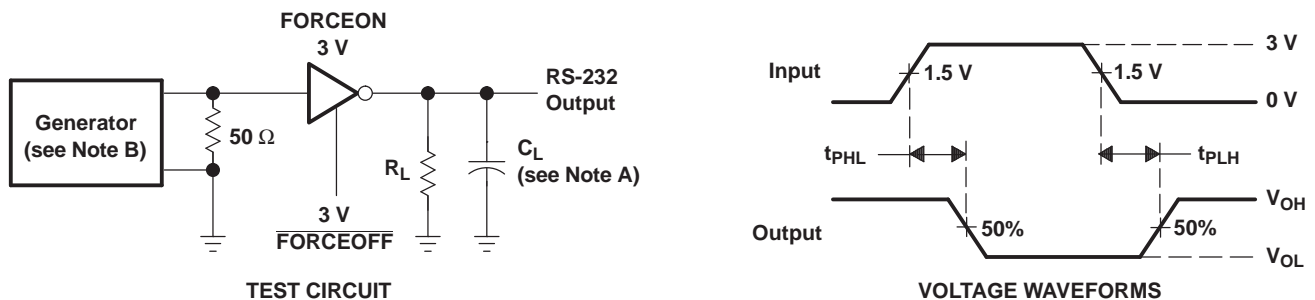 FORCEON
3 V
Generator
(see Note B)
50 Ω
RS-232
Output
R_L
C_L
(see Note A)
3 V
FORCEOFF
TEST CIRCUIT
Input
1.5 V
1.5 V
3 V
0 V
t_PHL
t_PLH
Output
50%
50%
V_OH
V_OL
VOLTAGE WAVEFORMS